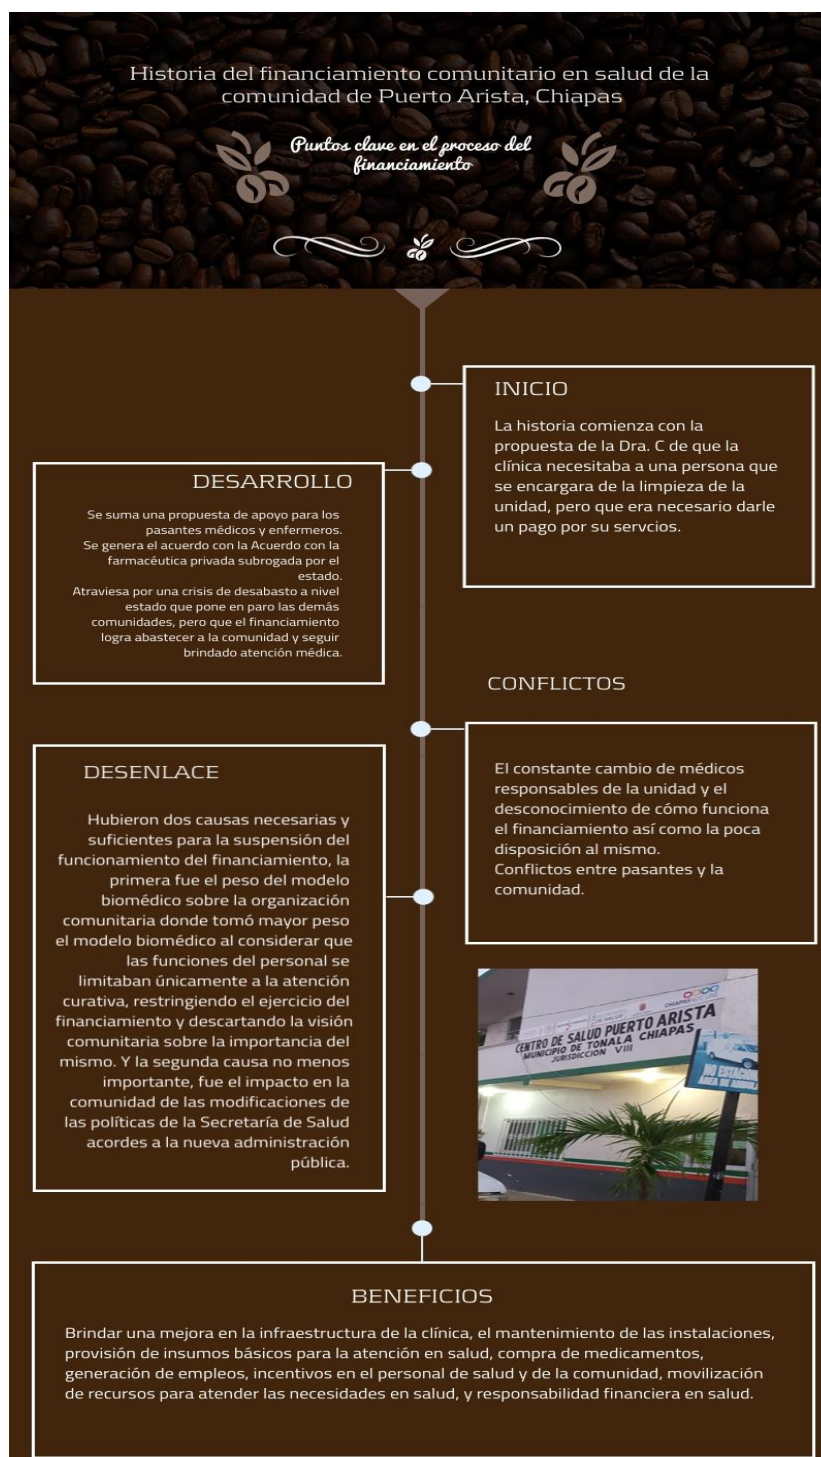 Historia del financiamiento comunitario en salud de la
comunidad de Puerto Arista, Chiapas
Puntos clave en el proceso del
financiamiento
INICIO
La historia comienza con la
propuesta de la Dra. C de que la
clínica necesitaba a una persona que
se encargara de la limpieza de la
unidad, pero que era necesario darle
un pago por su servcios.
DESARROLLO
Se suma una propuesta de apoyo para los
pasantes médicos y enfermeros.
Se genera el acuerdo con la Acuerdo con la
farmacéutica privada subrogada por el
estado.
Atraviesa por una crisis de desabasto a nivel
estado que pone en paro las demás
comunidades, pero que el financiamiento
logra abastecer a la comunidad y seguir
brindado atención médica.
CONFLICTOS
El constante cambio de médicos
responsables de la unidad y el
desconocimiento de cómo funciona
el financiamiento así como la poca
disposición al mismo.
Conflictos entre pasantes y la
comunidad.
DESENLACE
Hubieron dos causas necesarias y
suficientes para la suspensión del
funcionamiento del financiamiento, la
primera fue el peso del modelo
biomédico sobre la organización
comunitaria donde tomó mayor peso
el modelo biomédico al considerar que
las funciones del personal se
limitaban únicamente a la atención
curativa, restringiendo el ejercicio del
financiamiento y descartando la visión
comunitaria sobre la importancia del
mismo. Y la segunda causa no menos
importante, fue el impacto en la
comunidad de las modificaciones de
las políticas de la Secretaría de Salud
acordes a la nueva administración
pública.
CENTRO DE SALUD PUERTO ARISTA
MUNICIPIO DE TONALA CHIAPAS
JURISDICCION VIII
NO ESTACION
AREA DE AMBUL
BENEFICIOS
Brindar una mejora en la infraestructura de la clínica, el mantenimiento de las instalaciones,
provisión de insumos básicos para la atención en salud, compra de medicamentos,
generación de empleos, incentivos en el personal de salud y de la comunidad, movilización
de recursos para atender las necesidades en salud, y responsabilidad financiera en salud.